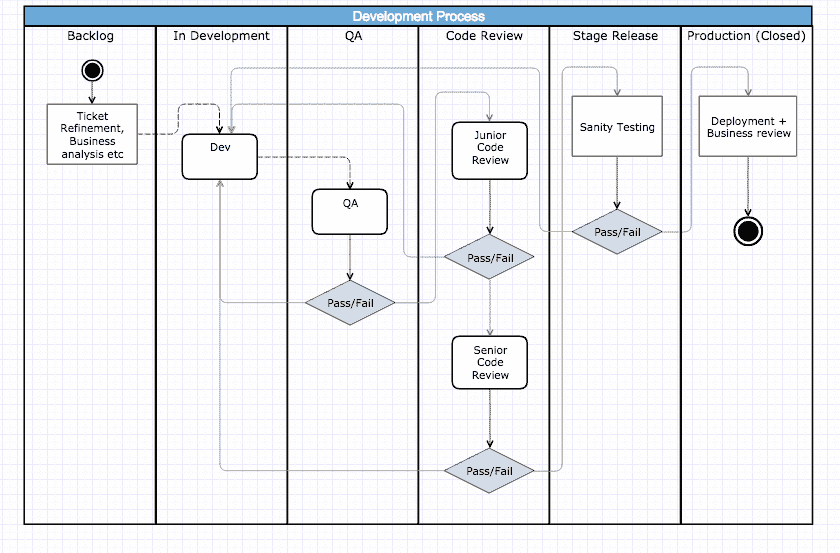 Development Process
Backlog
In Development
QA
Code Review
Stage Release
Production (Closed)
Ticket
Refinement,
Business
analysis etc
Dev
QA
Pass/Fail
Junior
Code
Review
Pass/Fail
Senior
Code
Review
Pass/Fail
Sanity Testing
Pass/Fail
Deployment +
Business review